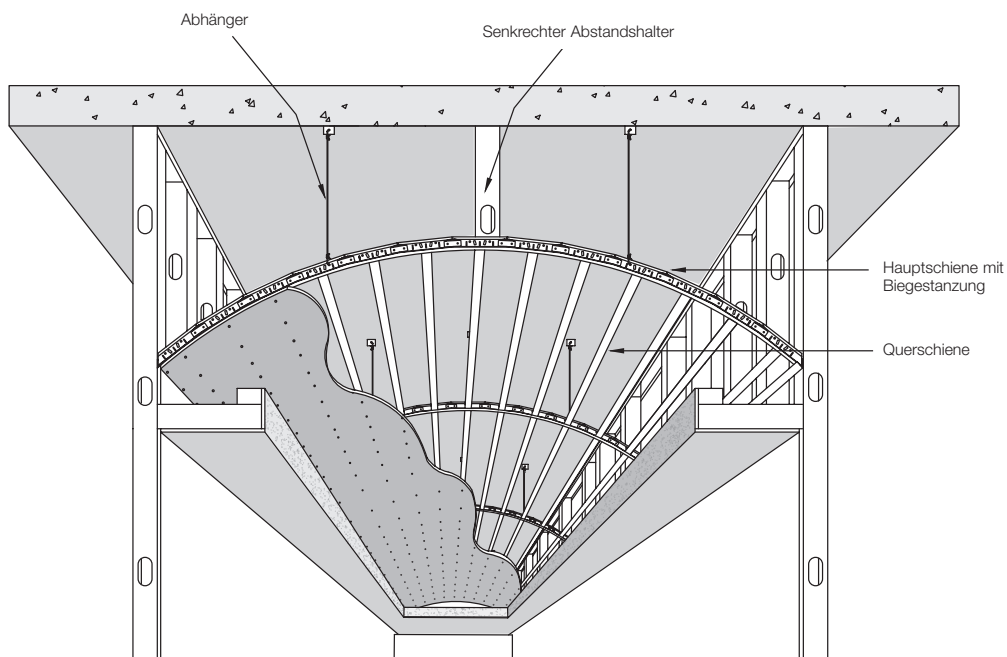 Abhänger
Senkrechter Abstandshalter
Hauptschiene mit
Biegestanzung
Querschiene